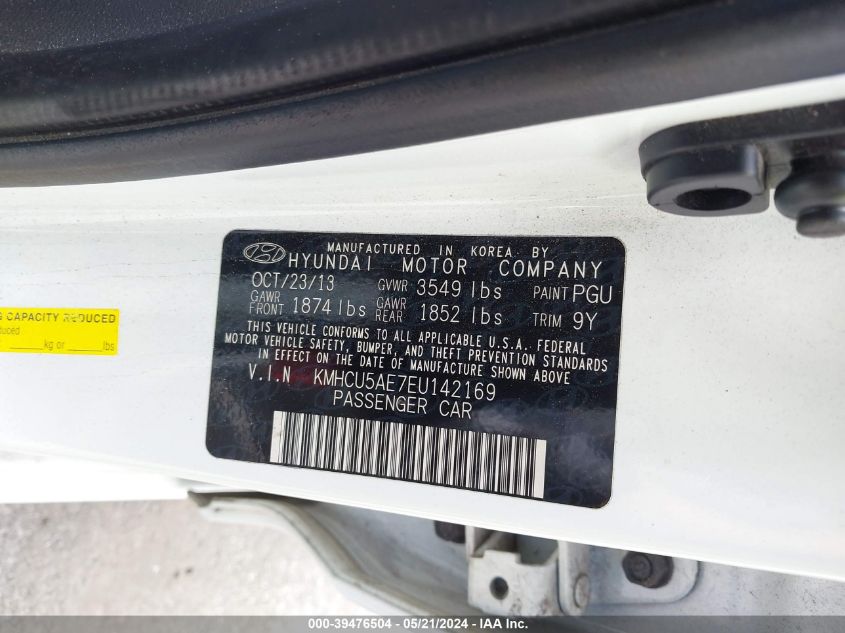 MANUFACTURED IN KOREA BY
HYUNDAI MOTOR COMPANY
OCT/23/13 GVWR 3549 lbs PAINT PGU
GAWR FRONT 1874 lbs GAWR REAR 1852 lbs TRIM 9Y
THIS VEHICLE CONFORMS TO ALL APPLICABLE U.S.A. FEDERAL
MOTOR VEHICLE SAFETY, BUMPER, AND THEFT PREVENTION STANDARDS
IN EFFECT ON THE DATE OF MANUFACTURE SHOWN ABOVE
V.I.N KMHCU5AE7EU142169
PASSENGER CAR
CAPACITY REDUCED
kg or lbs
000-39476504 - 05/21/2024 - IAA Inc.